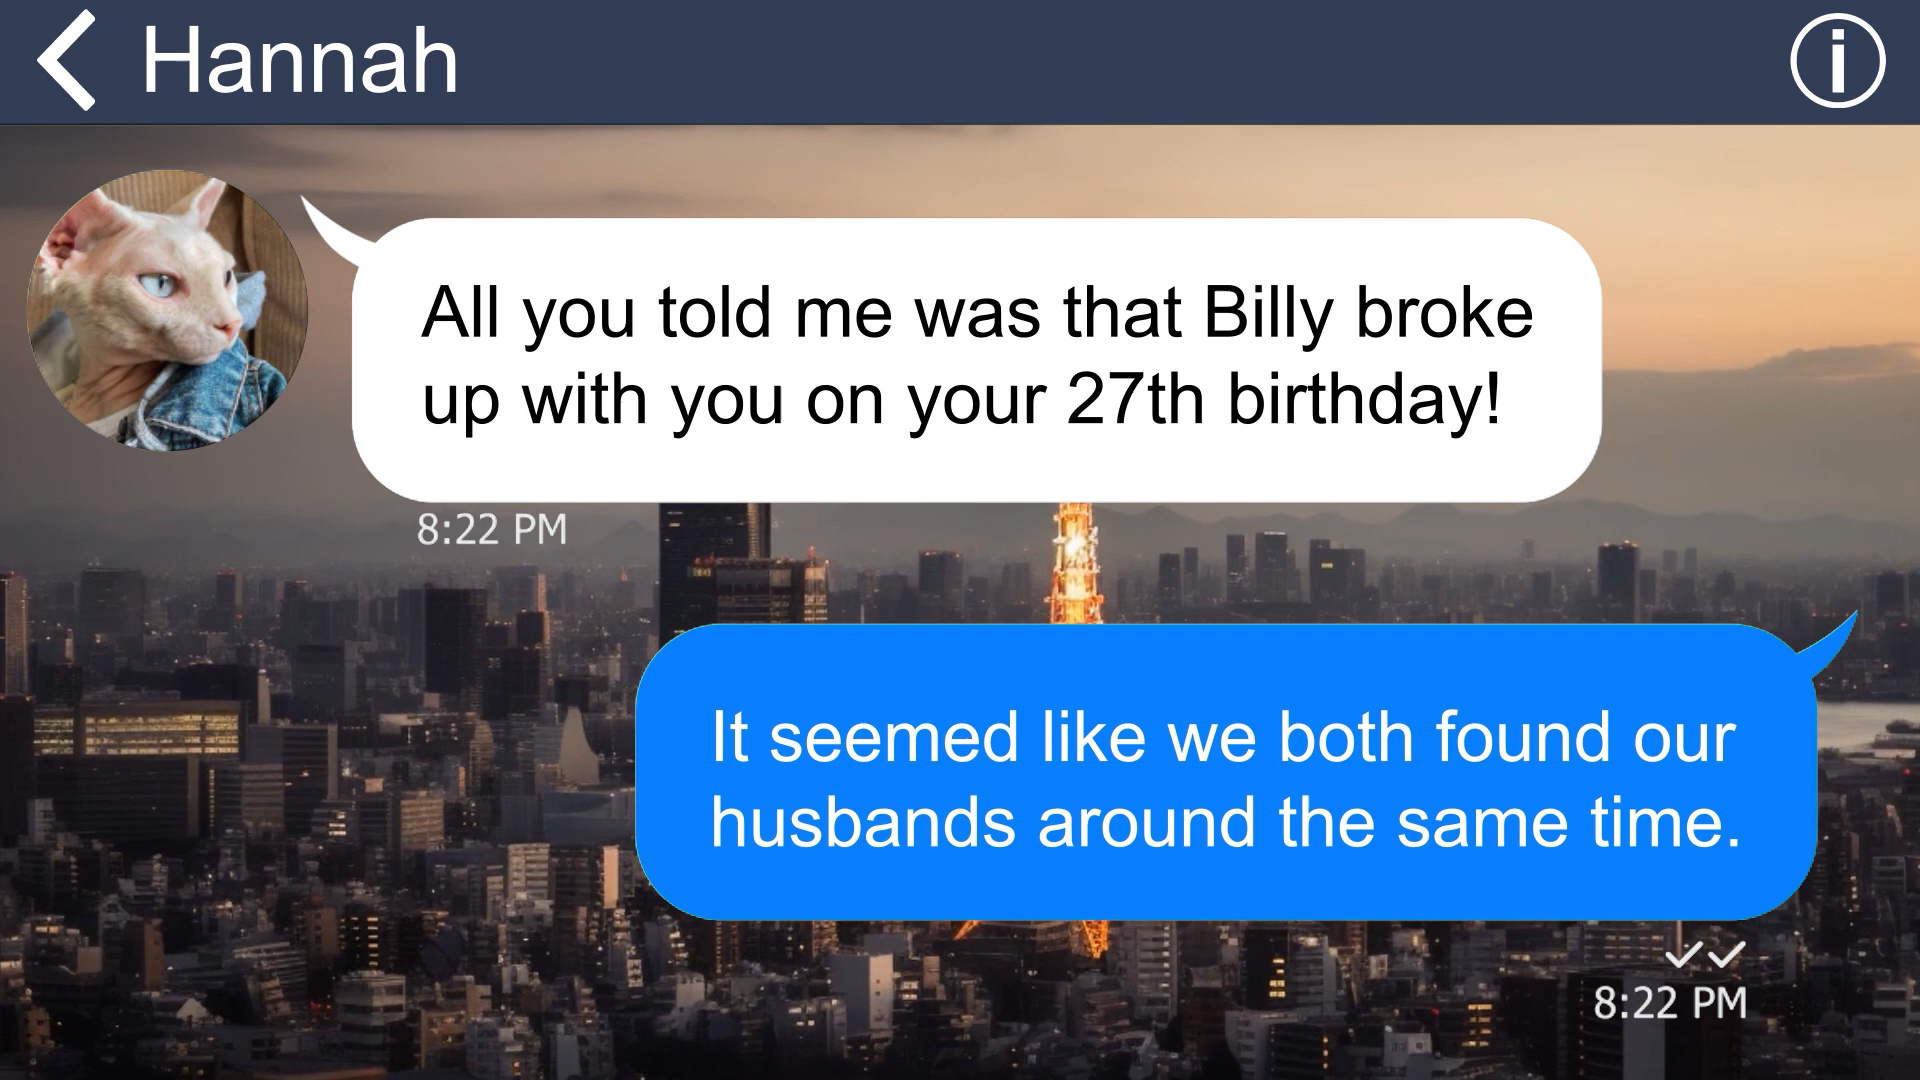 Hannah
All you told me was that Billy broke
up with you on your 27th birthday!
8:22 PM
It seemed like we both found our
husbands around the same time.
8:22 PM